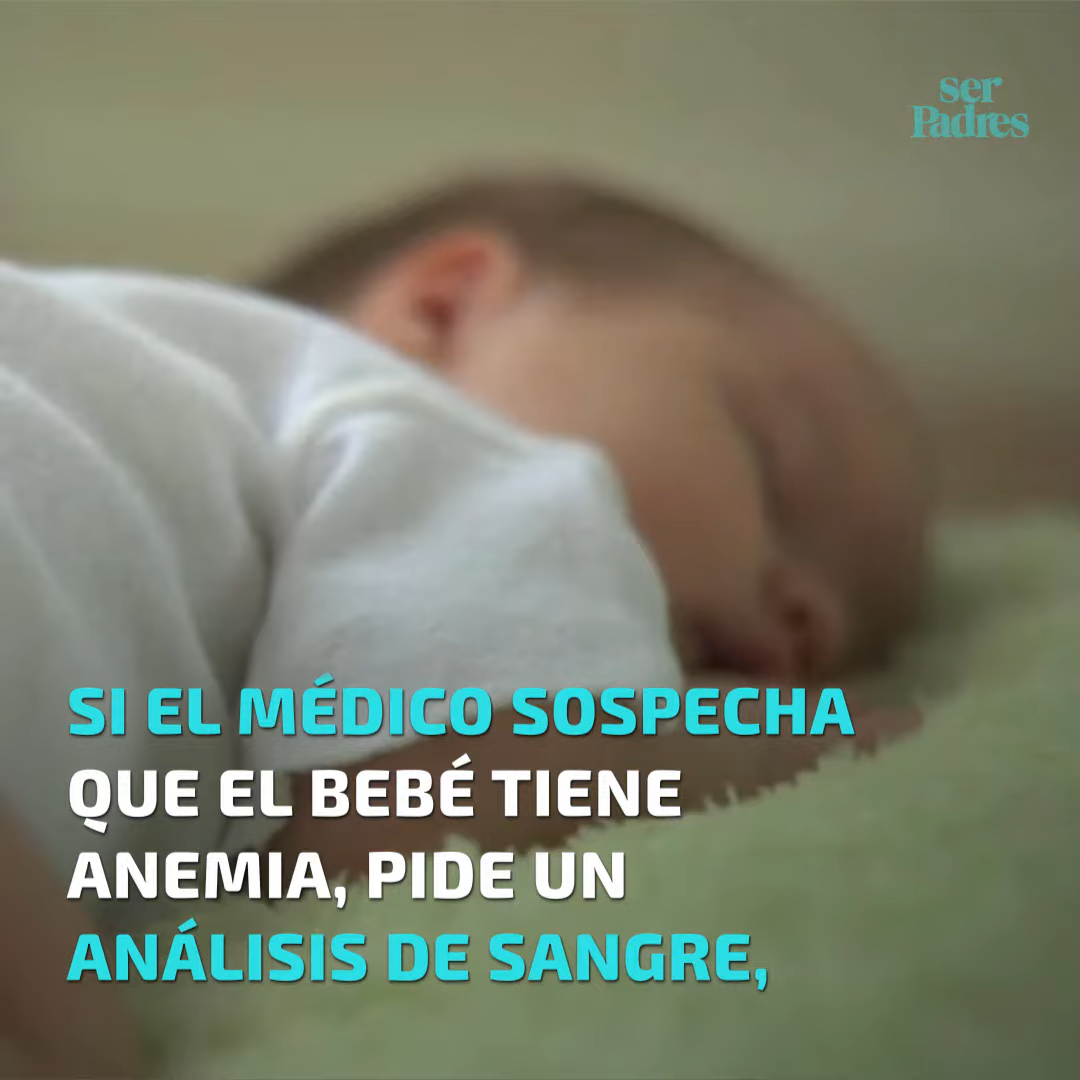 ser
Padres
SI EL MÉDICO SOSPECHA
QUE EL BEBÉ TIENE
ANEMIA, PIDE UN
ANÁLISIS DE SANGRE,